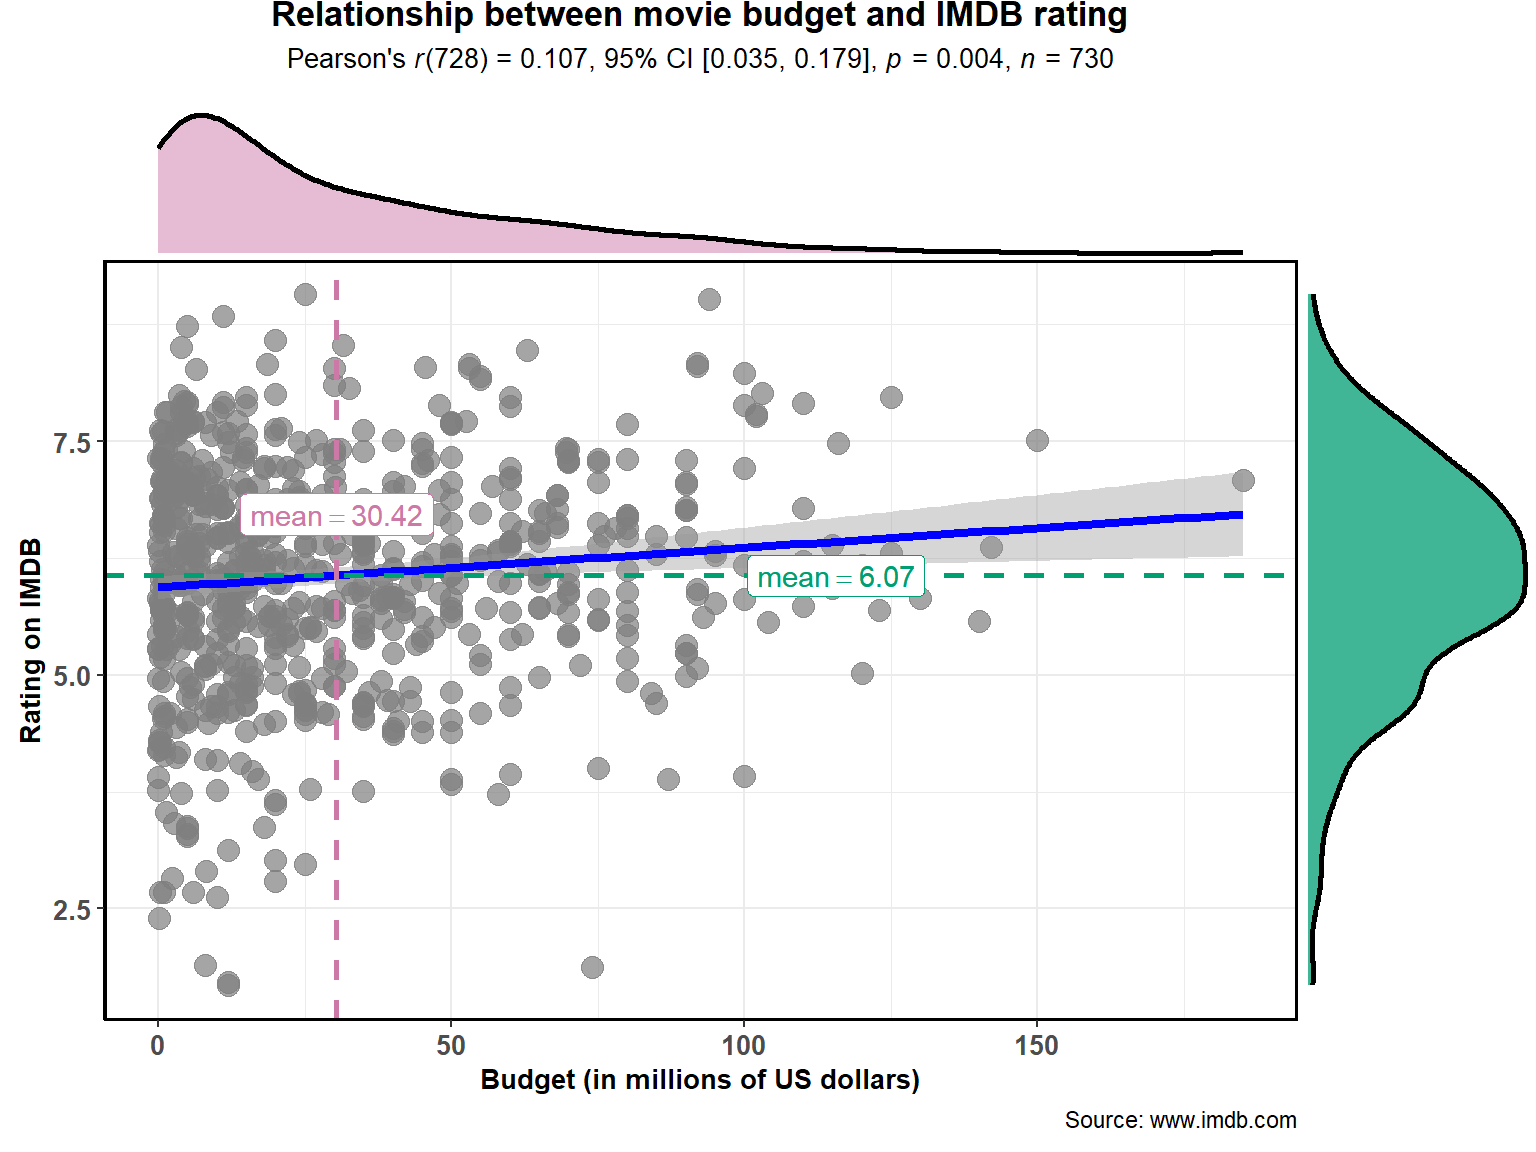 Relationship between movie budget and IMDB rating
Pearson's r(728) = 0.107, 95% CI [0.035, 0.179], p = 0.004, n = 730
mean = 30.42
mean = 6.07
7.5
5.0
2.5
Rating on IMDB
0 50 100 150
Budget (in millions of US dollars)
Source: www.imdb.com